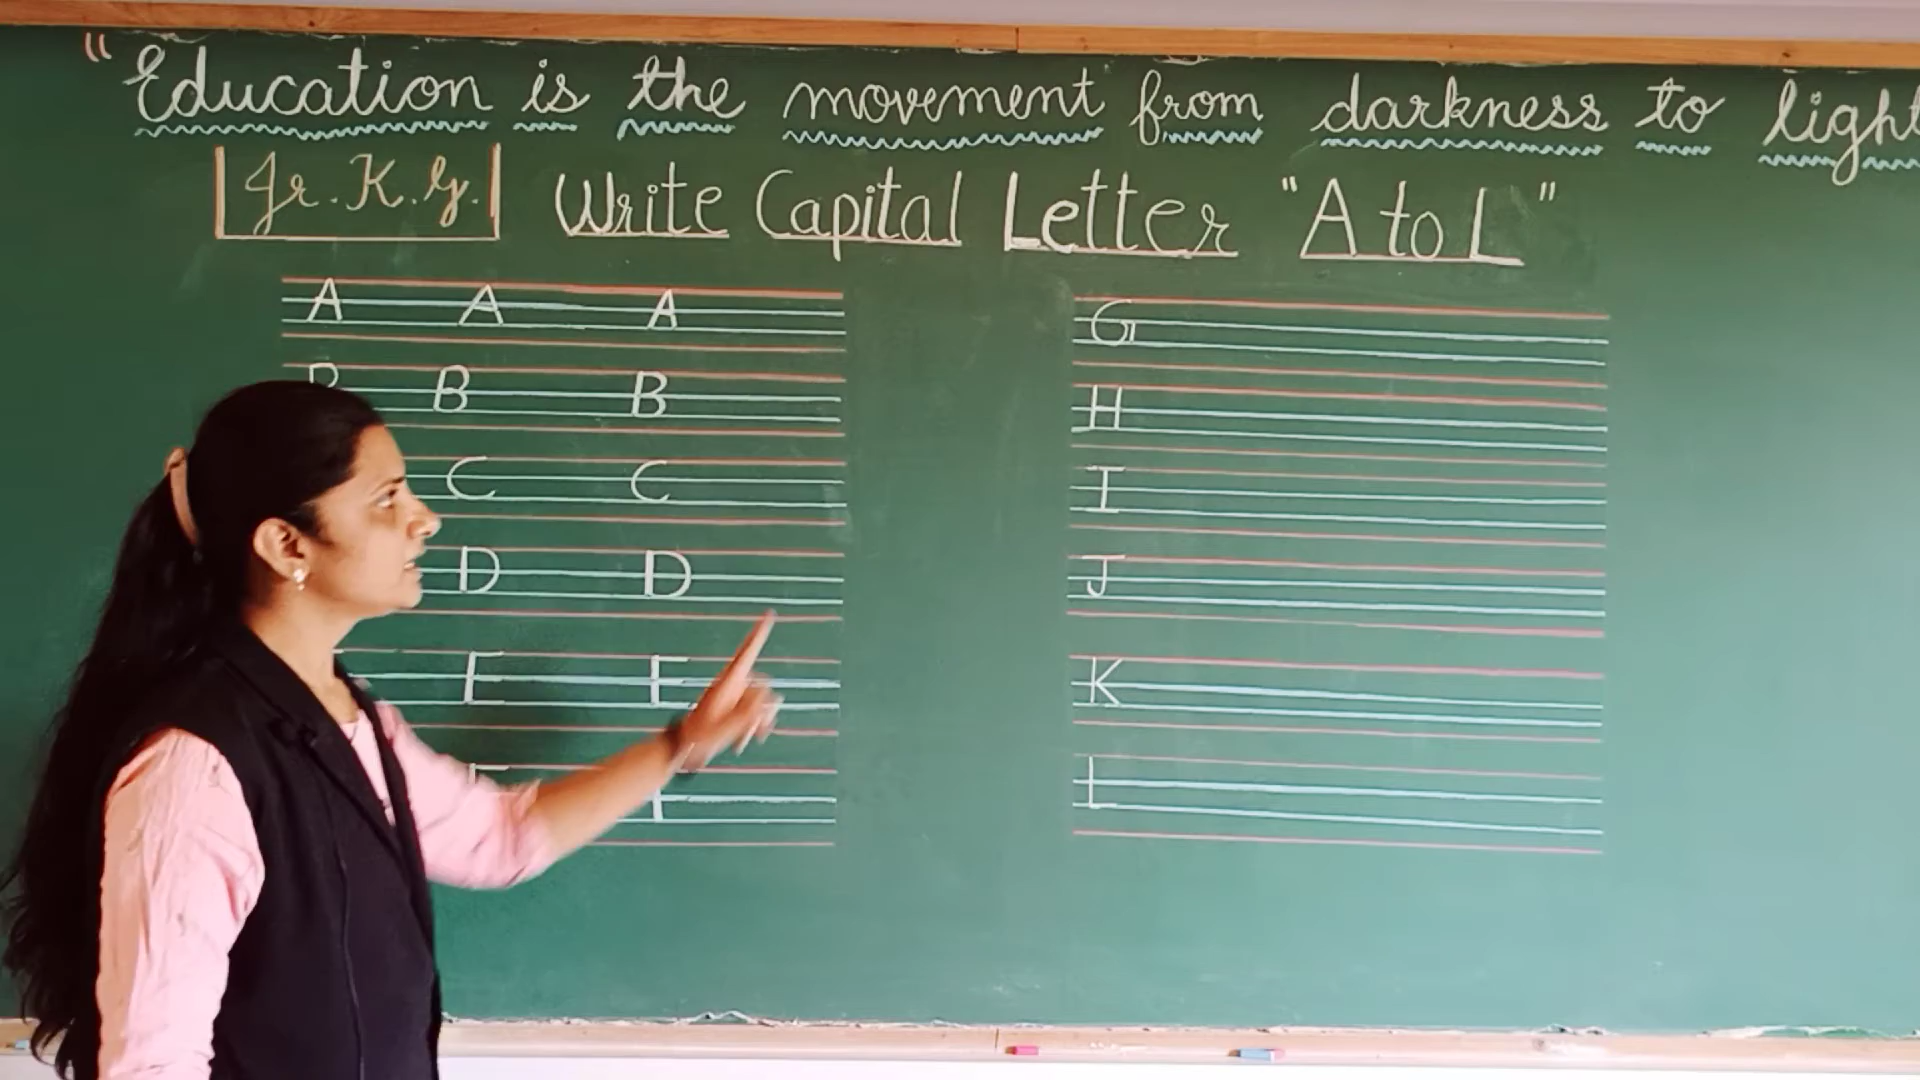 "Education is the movement from darkness to light
Jr. K. G. Write Capital Letter "A to L"
A A A
B B B
C C
D D
E E
F F
G
H
I
J
K
L